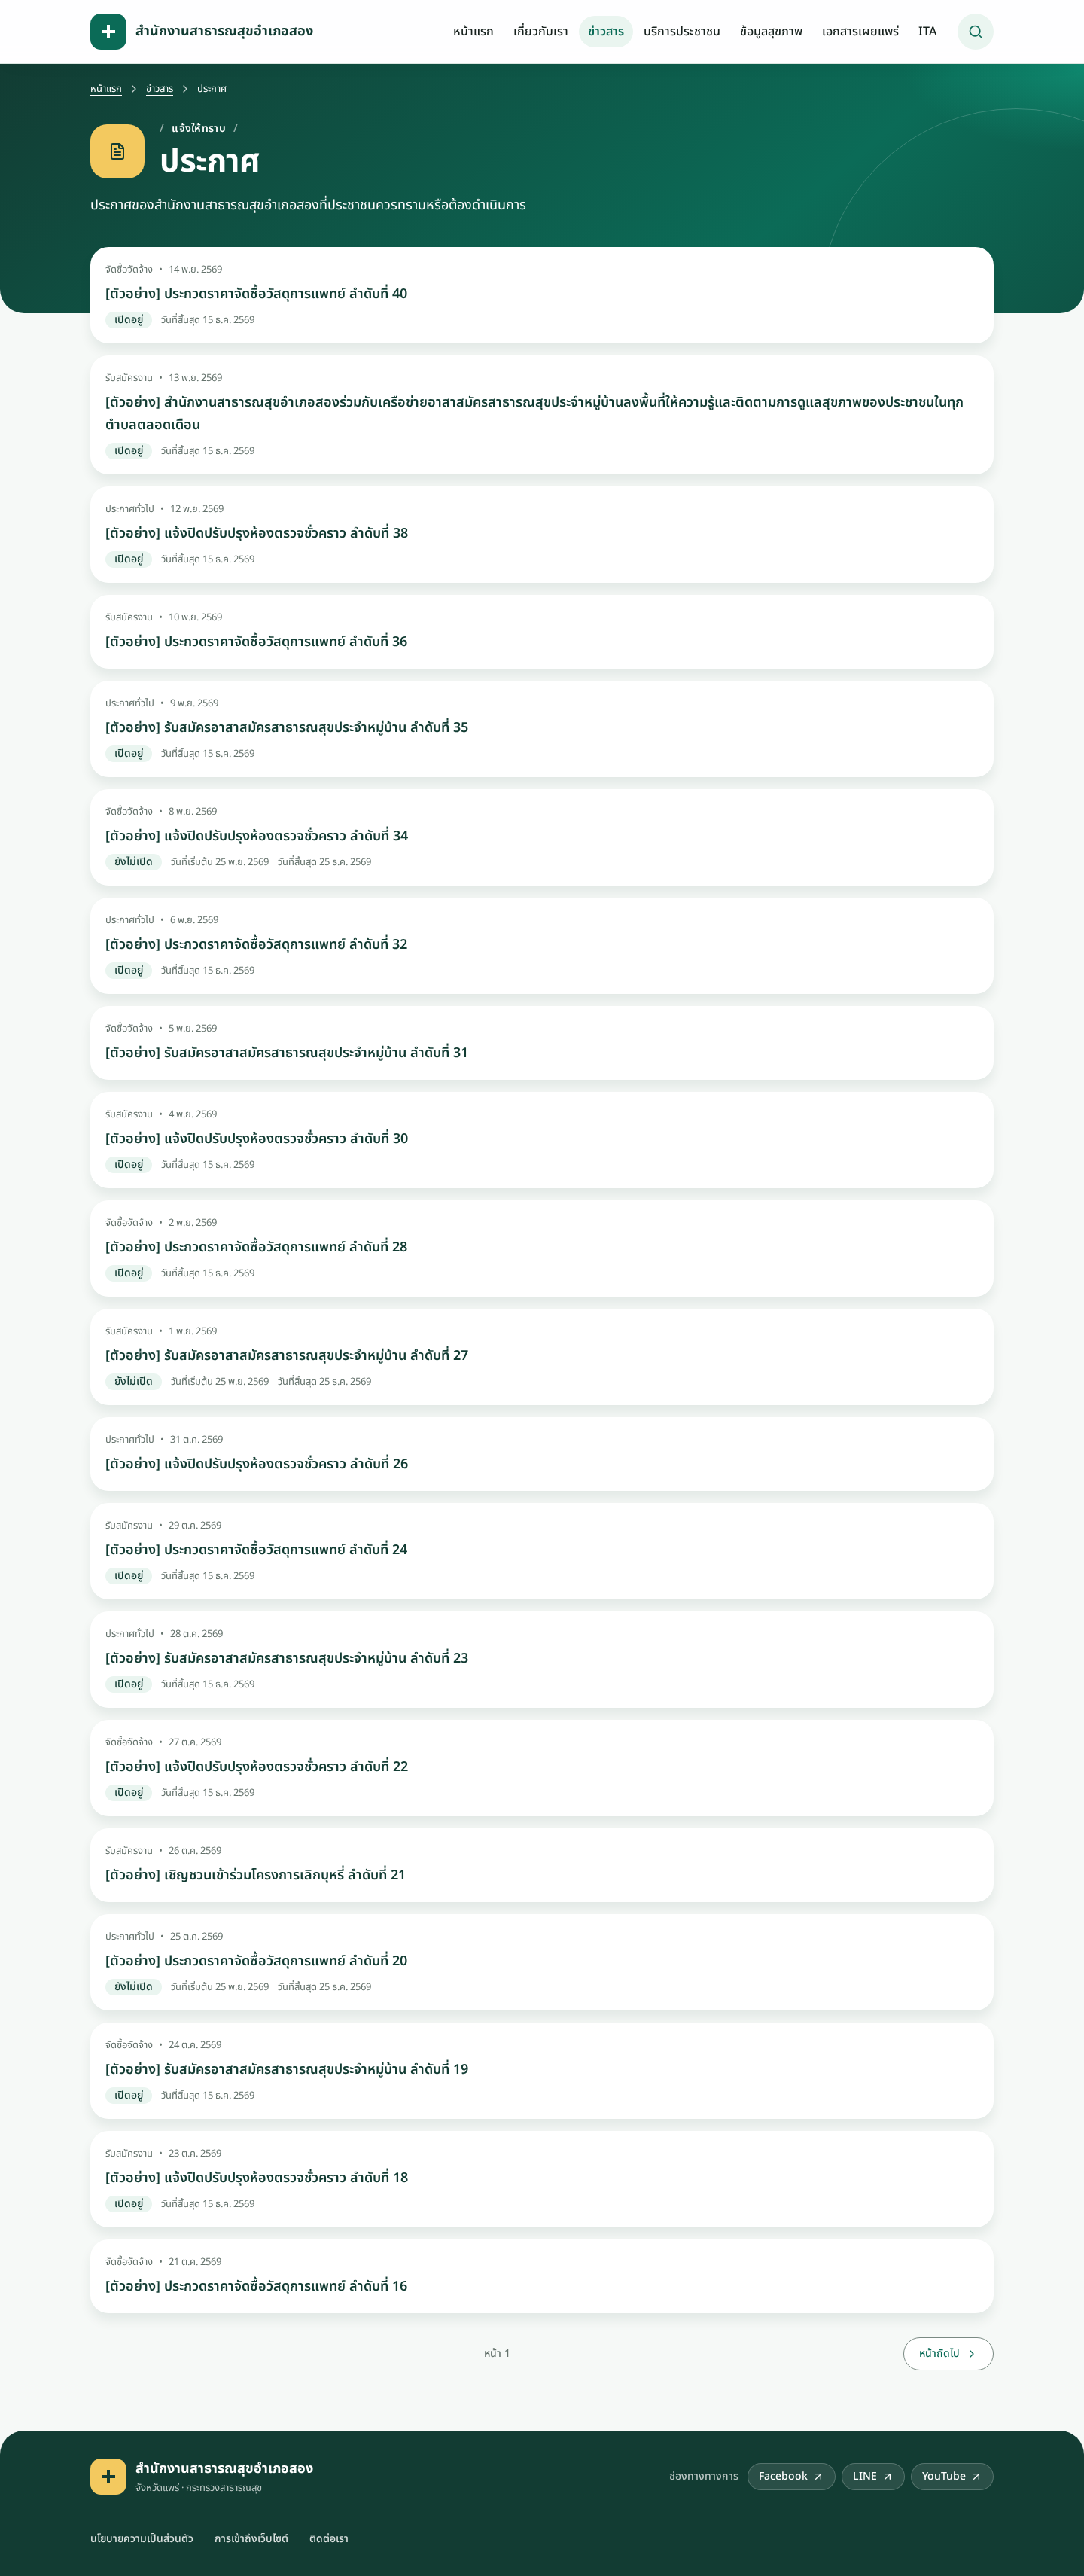 สำนักงานสาธารณสุขอำเภอสอง
หน้าแรก เกี่ยวกับเรา ข่าวสาร บริการประชาชน ข้อมูลสุขภาพ เอกสารเผยแพร่ ITA
หน้าแรก > ข่าวสาร > ประกาศ
/ แจ้งให้ทราบ /
ประกาศ
ประกาศของสำนักงานสาธารณสุขอำเภอสองที่ประชาชนควรทราบหรือต้องดำเนินการ
จัดซื้อจัดจ้าง • 14 พ.ย. 2569
[ตัวอย่าง] ประกวดราคาจัดซื้อวัสดุการแพทย์ ลำดับที่ 40
เปิดอยู่ วันที่สิ้นสุด 15 ธ.ค. 2569
รับสมัครงาน • 13 พ.ย. 2569
[ตัวอย่าง] สำนักงานสาธารณสุขอำเภอสองร่วมกับเครือข่ายอาสาสมัครสาธารณสุขประจำหมู่บ้านลงพื้นที่ให้ความรู้และติดตามการดูแลสุขภาพของประชาชนในทุก
ตำบลตลอดเดือน
เปิดอยู่ วันที่สิ้นสุด 15 ธ.ค. 2569
ประกาศทั่วไป • 12 พ.ย. 2569
[ตัวอย่าง] แจ้งปิดปรับปรุงห้องตรวจชั่วคราว ลำดับที่ 38
เปิดอยู่ วันที่สิ้นสุด 15 ธ.ค. 2569
รับสมัครงาน • 10 พ.ย. 2569
[ตัวอย่าง] ประกวดราคาจัดซื้อวัสดุการแพทย์ ลำดับที่ 36
ประกาศทั่วไป • 9 พ.ย. 2569
[ตัวอย่าง] รับสมัครอาสาสมัครสาธารณสุขประจำหมู่บ้าน ลำดับที่ 35
เปิดอยู่ วันที่สิ้นสุด 15 ธ.ค. 2569
จัดซื้อจัดจ้าง • 8 พ.ย. 2569
[ตัวอย่าง] แจ้งปิดปรับปรุงห้องตรวจชั่วคราว ลำดับที่ 34
ยังไม่เปิด วันที่เริ่มต้น 25 พ.ย. 2569 วันที่สิ้นสุด 25 ธ.ค. 2569
ประกาศทั่วไป • 6 พ.ย. 2569
[ตัวอย่าง] ประกวดราคาจัดซื้อวัสดุการแพทย์ ลำดับที่ 32
เปิดอยู่ วันที่สิ้นสุด 15 ธ.ค. 2569
จัดซื้อจัดจ้าง • 5 พ.ย. 2569
[ตัวอย่าง] รับสมัครอาสาสมัครสาธารณสุขประจำหมู่บ้าน ลำดับที่ 31
รับสมัครงาน • 4 พ.ย. 2569
[ตัวอย่าง] แจ้งปิดปรับปรุงห้องตรวจชั่วคราว ลำดับที่ 30
เปิดอยู่ วันที่สิ้นสุด 15 ธ.ค. 2569
จัดซื้อจัดจ้าง • 2 พ.ย. 2569
[ตัวอย่าง] ประกวดราคาจัดซื้อวัสดุการแพทย์ ลำดับที่ 28
เปิดอยู่ วันที่สิ้นสุด 15 ธ.ค. 2569
รับสมัครงาน • 1 พ.ย. 2569
[ตัวอย่าง] รับสมัครอาสาสมัครสาธารณสุขประจำหมู่บ้าน ลำดับที่ 27
ยังไม่เปิด วันที่เริ่มต้น 25 พ.ย. 2569 วันที่สิ้นสุด 25 ธ.ค. 2569
ประกาศทั่วไป • 31 ต.ค. 2569
[ตัวอย่าง] แจ้งปิดปรับปรุงห้องตรวจชั่วคราว ลำดับที่ 26
รับสมัครงาน • 29 ต.ค. 2569
[ตัวอย่าง] ประกวดราคาจัดซื้อวัสดุการแพทย์ ลำดับที่ 24
เปิดอยู่ วันที่สิ้นสุด 15 ธ.ค. 2569
ประกาศทั่วไป • 28 ต.ค. 2569
[ตัวอย่าง] รับสมัครอาสาสมัครสาธารณสุขประจำหมู่บ้าน ลำดับที่ 23
เปิดอยู่ วันที่สิ้นสุด 15 ธ.ค. 2569
จัดซื้อจัดจ้าง • 27 ต.ค. 2569
[ตัวอย่าง] แจ้งปิดปรับปรุงห้องตรวจชั่วคราว ลำดับที่ 22
เปิดอยู่ วันที่สิ้นสุด 15 ธ.ค. 2569
รับสมัครงาน • 26 ต.ค. 2569
[ตัวอย่าง] เชิญชวนเข้าร่วมโครงการเลิกบุหรี่ ลำดับที่ 21
ประกาศทั่วไป • 25 ต.ค. 2569
[ตัวอย่าง] ประกวดราคาจัดซื้อวัสดุการแพทย์ ลำดับที่ 20
ยังไม่เปิด วันที่เริ่มต้น 25 พ.ย. 2569 วันที่สิ้นสุด 25 ธ.ค. 2569
จัดซื้อจัดจ้าง • 24 ต.ค. 2569
[ตัวอย่าง] รับสมัครอาสาสมัครสาธารณสุขประจำหมู่บ้าน ลำดับที่ 19
เปิดอยู่ วันที่สิ้นสุด 15 ธ.ค. 2569
รับสมัครงาน • 23 ต.ค. 2569
[ตัวอย่าง] แจ้งปิดปรับปรุงห้องตรวจชั่วคราว ลำดับที่ 18
เปิดอยู่ วันที่สิ้นสุด 15 ธ.ค. 2569
จัดซื้อจัดจ้าง • 21 ต.ค. 2569
[ตัวอย่าง] ประกวดราคาจัดซื้อวัสดุการแพทย์ ลำดับที่ 16
หน้า 1
หน้าถัดไป
สำนักงานสาธารณสุขอำเภอสอง
จังหวัดแพร่ · กระทรวงสาธารณสุข
ช่องทางทางการ Facebook LINE YouTube
นโยบายความเป็นส่วนตัว การเข้าถึงเว็บไซต์ ติดต่อเรา